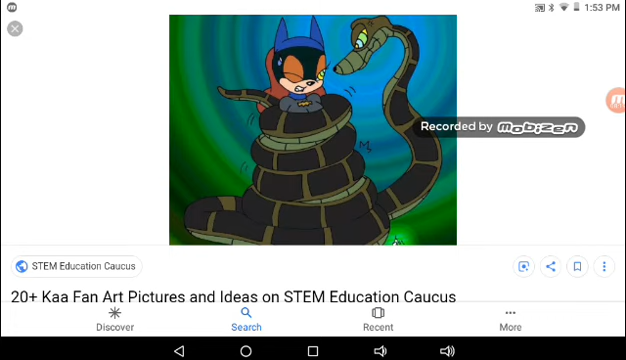 1:53 PM
Recorded by mobizen
STEM Education Caucus
20+ Kaa Fan Art Pictures and Ideas on STEM Education Caucus
Discover
Search
Recent
More